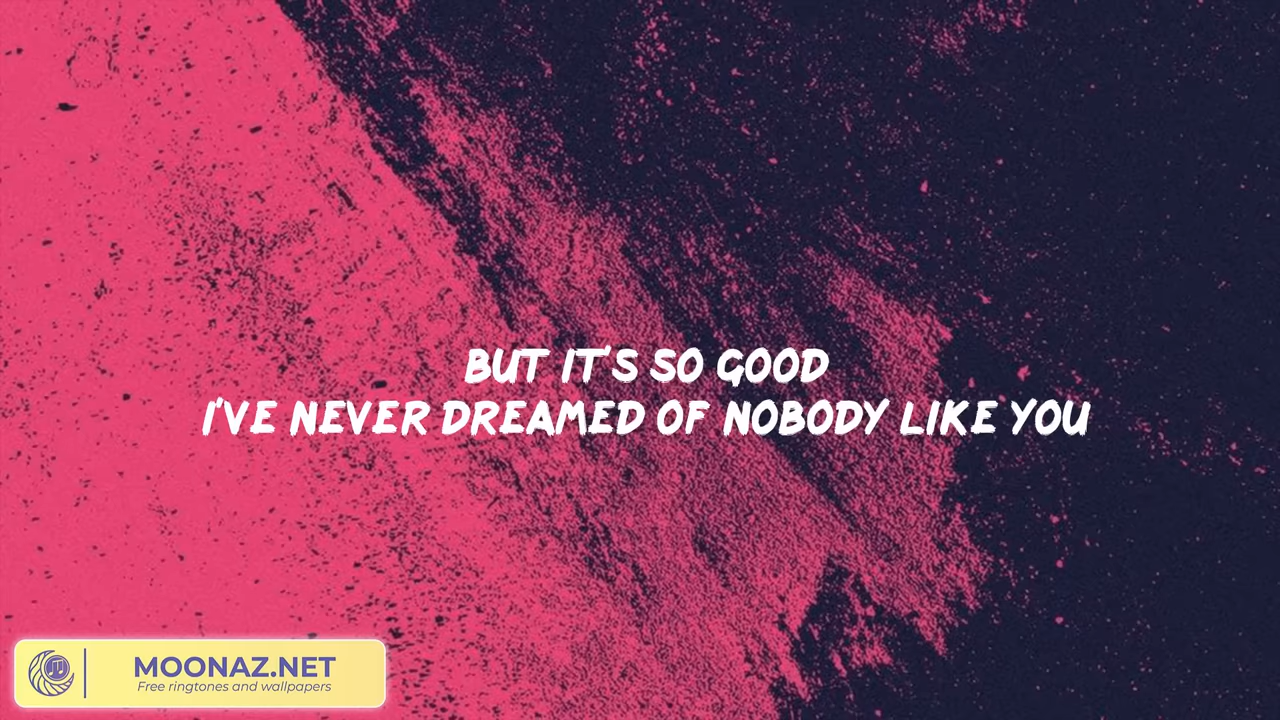 BUT IT'S SO GOOD
I'VE NEVER DREAMED OF NOBODY LIKE YOU
MOONAZ.NET
Free ringtones and wallpapers